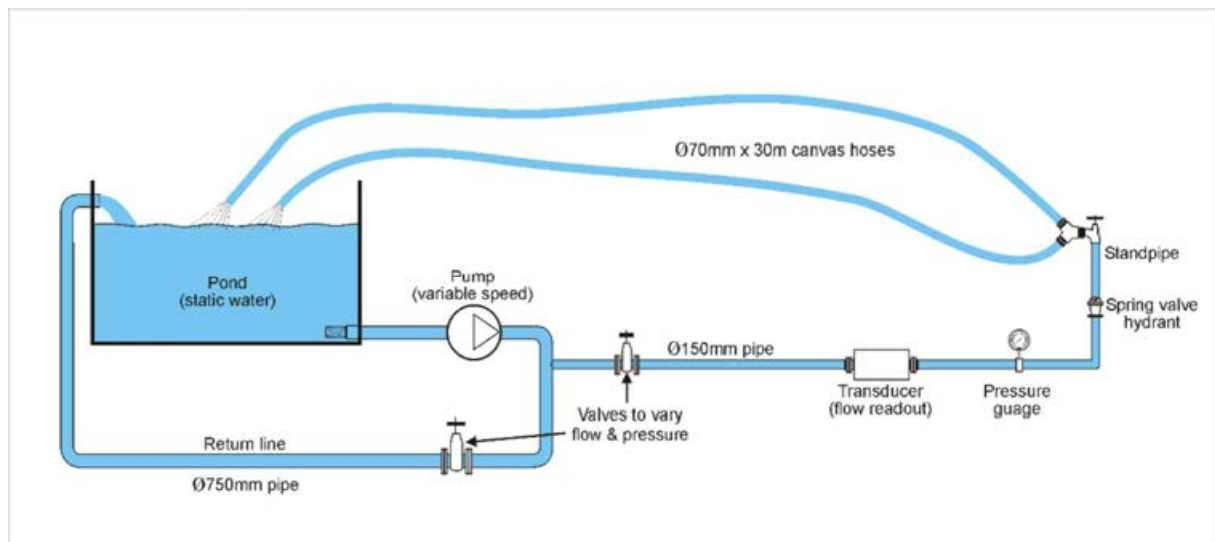 Ø70mm x 30m canvas hoses
Standpipe
Pond
(static water)
Pump
(variable speed)
Spring valve
hydrant
Ø150mm pipe
Transducer
(flow readout)
Pressure
guage
Valves to vary
flow & pressure
Return line
Ø750mm pipe